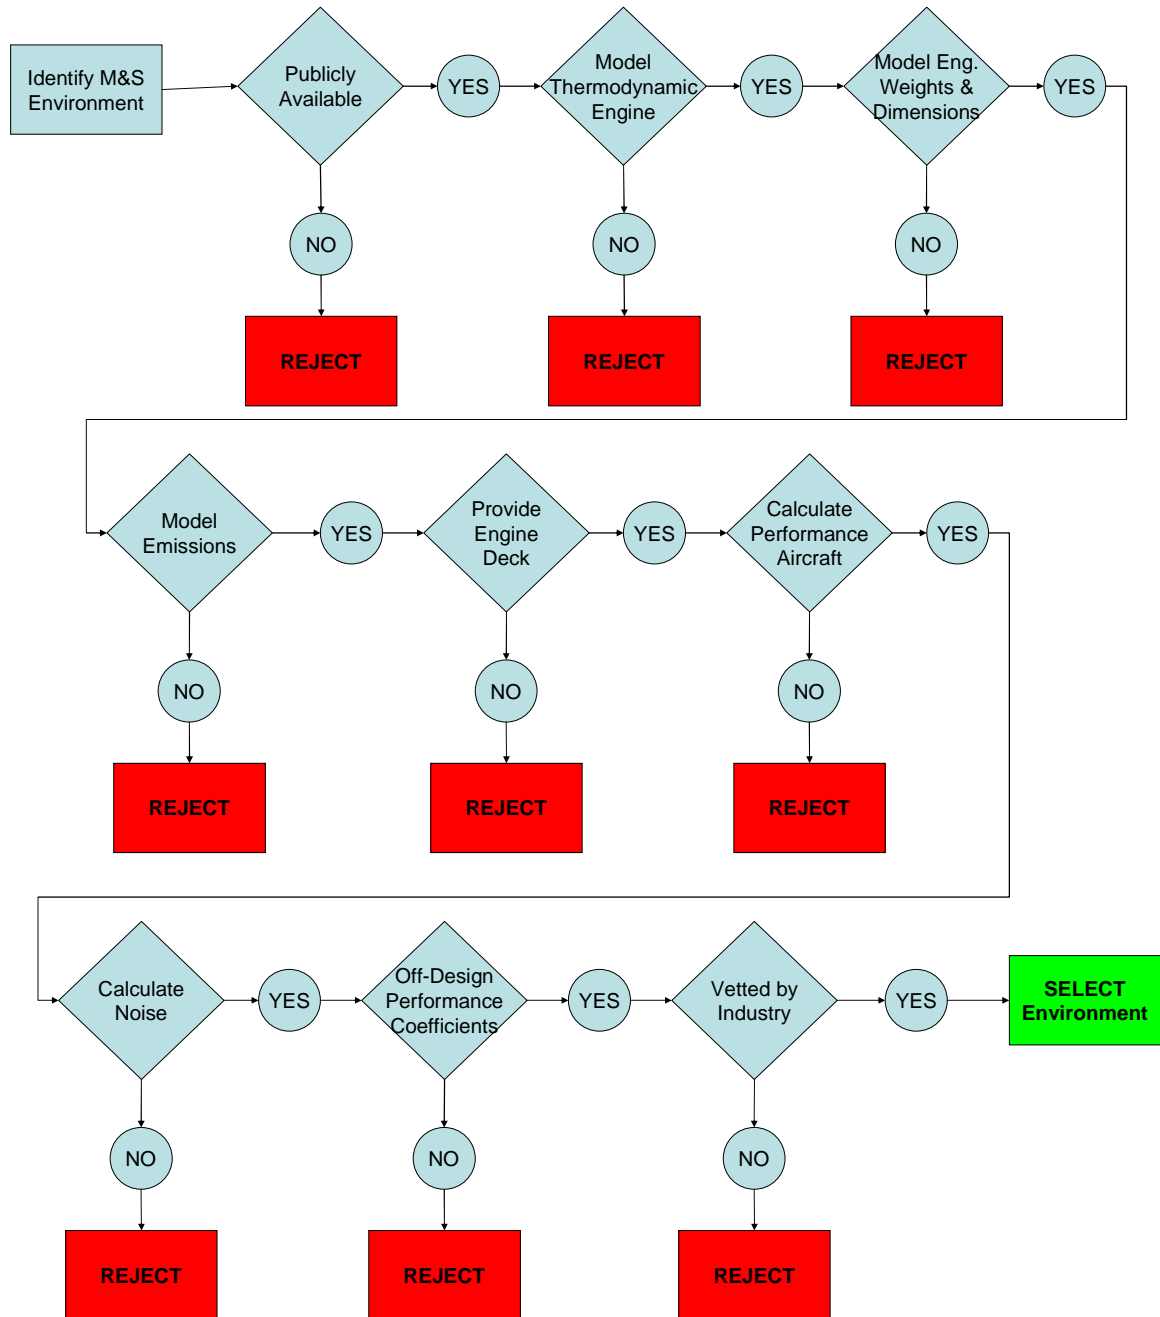 Identify M&S
Environment
Publicly
Available
YES
Model
Thermodynamic
Engine
YES
Model Eng.
Weights &
Dimensions
YES
NO
NO
NO
REJECT
REJECT
REJECT
Model
Emissions
YES
Provide
Engine
Deck
YES
Calculate
Performance
Aircraft
YES
NO
NO
NO
REJECT
REJECT
REJECT
Calculate
Noise
YES
Off-Design
Performance
Coefficients
YES
Vetted by
Industry
YES
SELECT
Environment
NO
NO
NO
REJECT
REJECT
REJECT